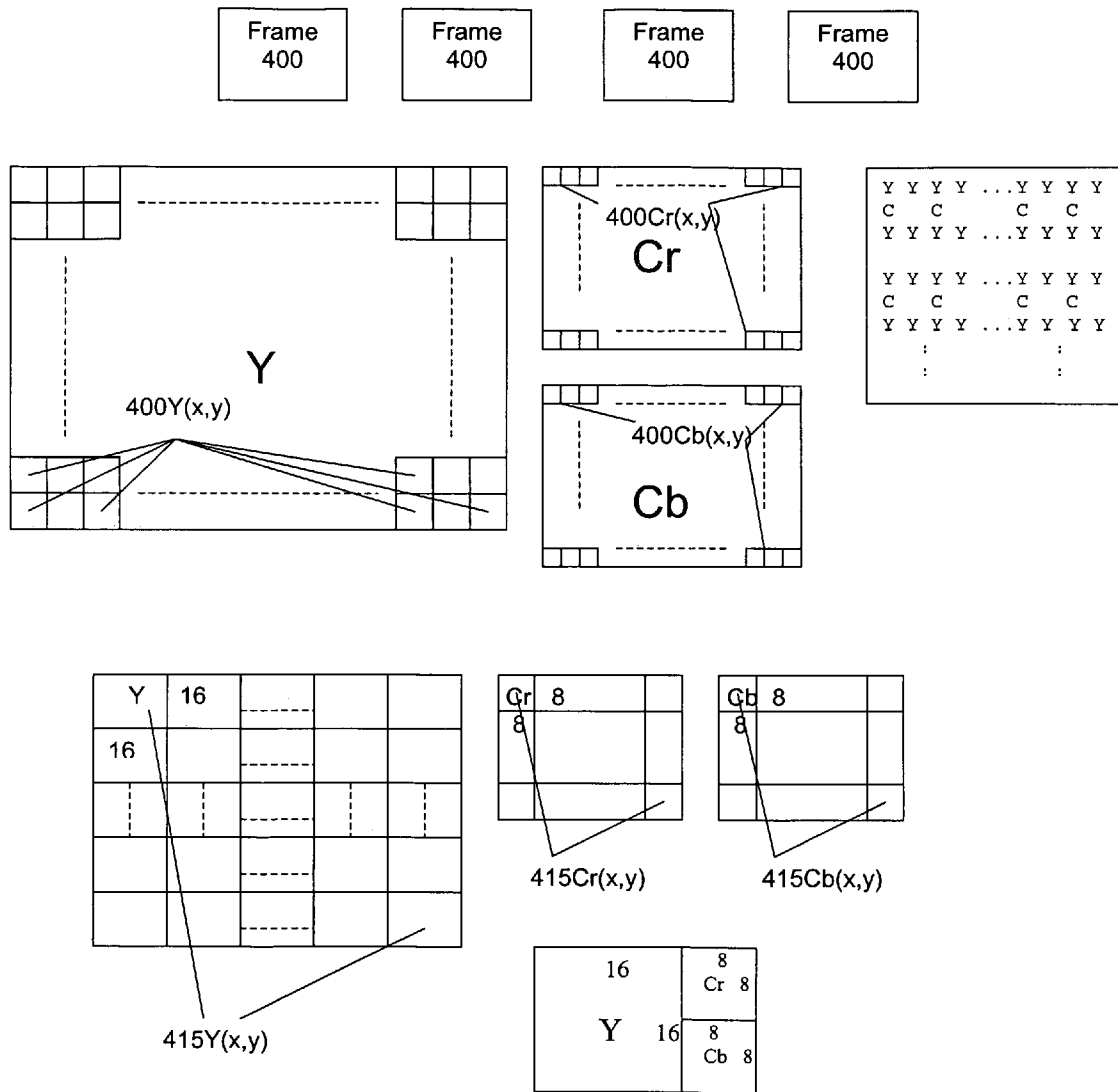 Frame
400
Frame
400
Frame
400
Frame
400
Y
400Y(x,y)
400Cr(x,y)
Cr
400Cb(x,y)
Cb
Y Y Y Y ...Y Y Y Y
C C C C
Y Y Y Y ...Y Y Y Y
Y Y Y Y ...Y Y Y Y
C C C C
Y Y Y Y ...Y Y Y Y
: :
: :
Y 16
16
415Y(x,y)
Cr 8
8
415Cr(x,y)
Cb 8
8
415Cb(x,y)
16
Y 16
8
Cr 8
8
Cb 8